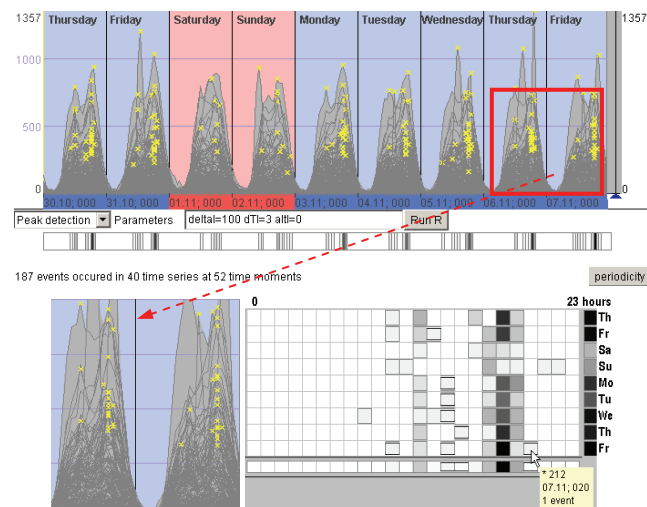 1357 Thursday Friday Saturday Sunday Monday Tuesday Wednesday Thursday Friday 1357
1000
500
0 0
30.10; 000 31.10; 000 01.11; 000 02.11; 000 03.11; 000 04.11; 000 05.11; 000 06.11; 000 07.11; 000
Peak detection Parameters deltaI=100 dTI=3 altI=0 Run R
187 events occured in 40 time series at 52 time moments periodicity
0 23 hours
Th
Fr
Sa
Su
Mo
Tu
We
Th
Fr
* 212
07.11; 020
1 event